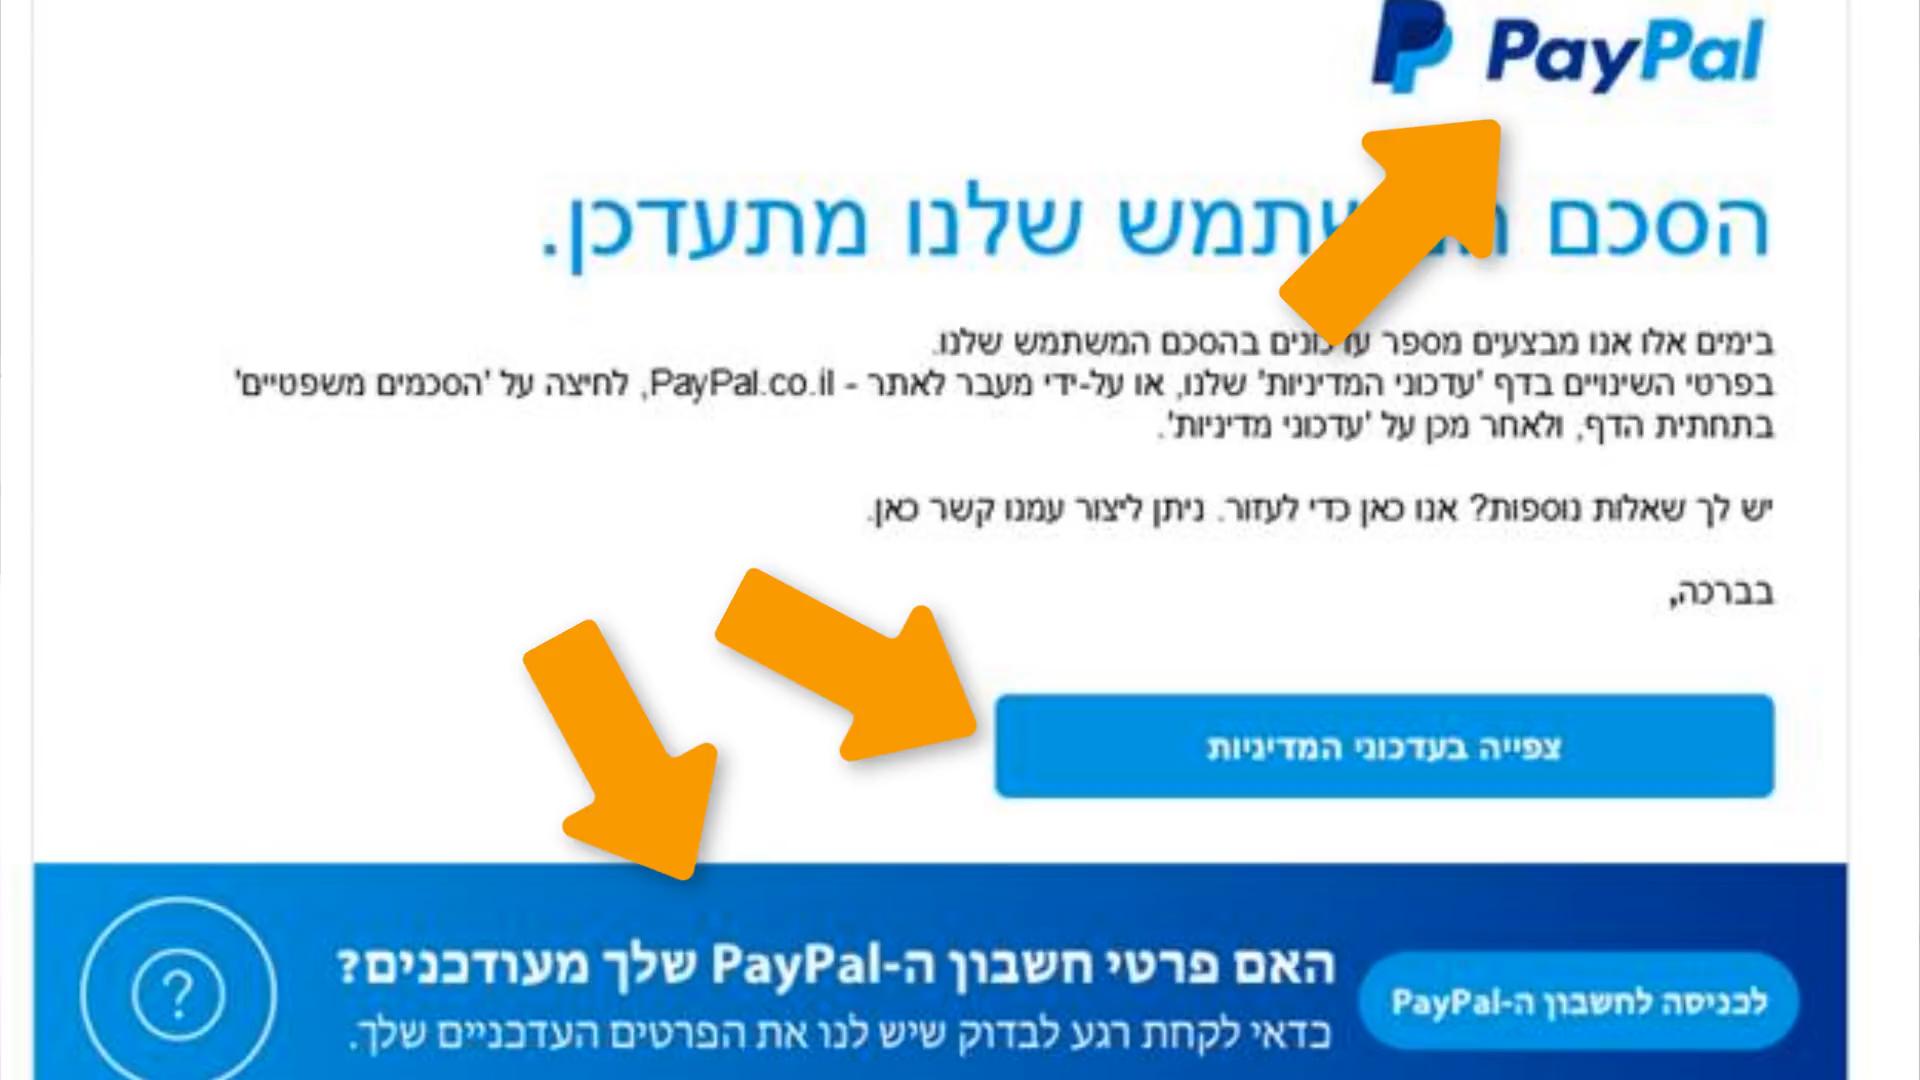 PayPal
הסכם שלנו מתעדכן.
בימים אלו אנו מבצעים מספר בהסכם המשתמש שלנו.
בפרטי השינויים בדף 'עדכוני המדיניות' שלנו, או על-ידי מעבר לאתר - PayPal.co.il, לחיצה על 'הסכמים משפטיים'
בתחתית הדף, ולאחר מכן על 'עדכוני מדיניות'.
יש לך שאלות נוספות? אנו כאן כדי לעזור. ניתן ליצור עמנו קשר כאן.
בברכה,
צפייה בעדכוני המדיניות
האם פרטי חשבון ה-PayPal שלך מעודכנים?
כדאי לקחת רגע לבדוק שיש לנו את הפרטים העדכניים שלך.
לכניסה לחשבון ה-PayPal